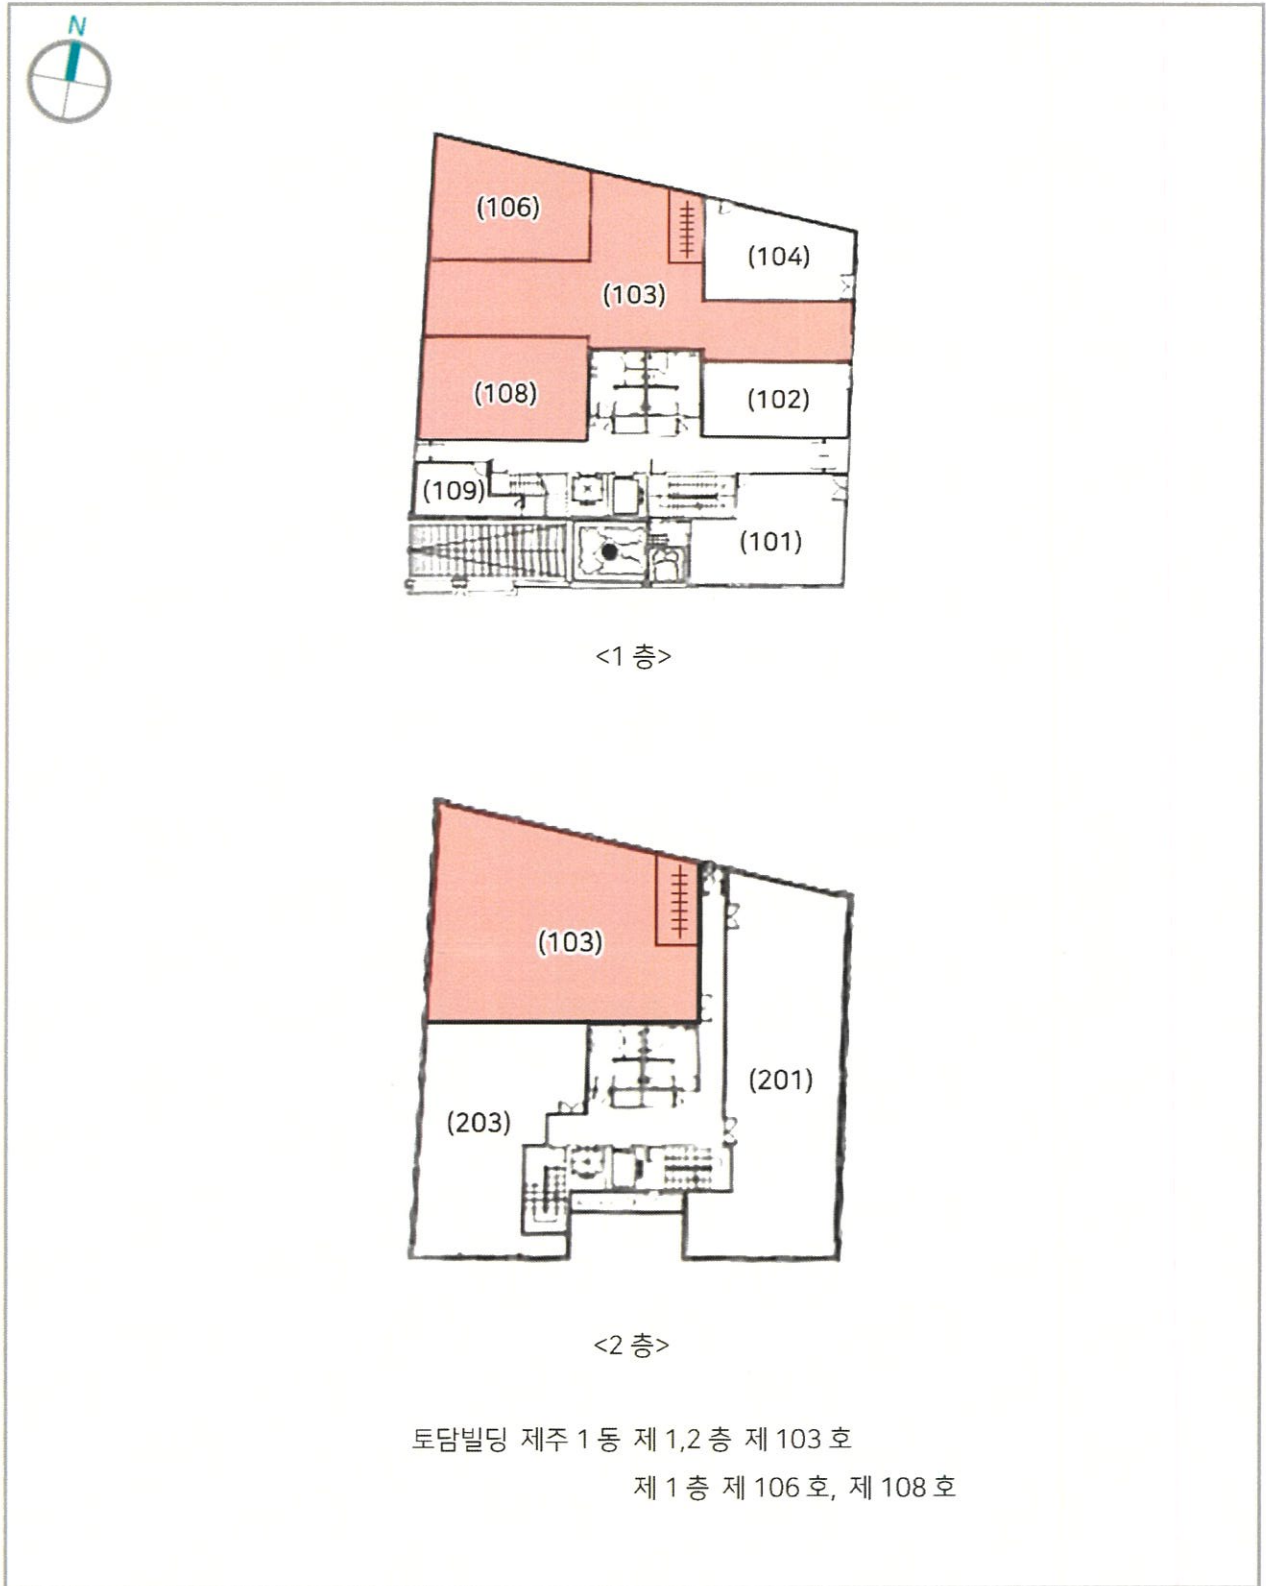 N
(106)
(104)
(103)
(108)
(102)
(109)
(101)
<1 층>
(103)
(201)
(203)
<2 층>
토담빌딩 제주 1 동 제 1,2 층 제 103 호
제 1 층 제 106 호, 제 108 호